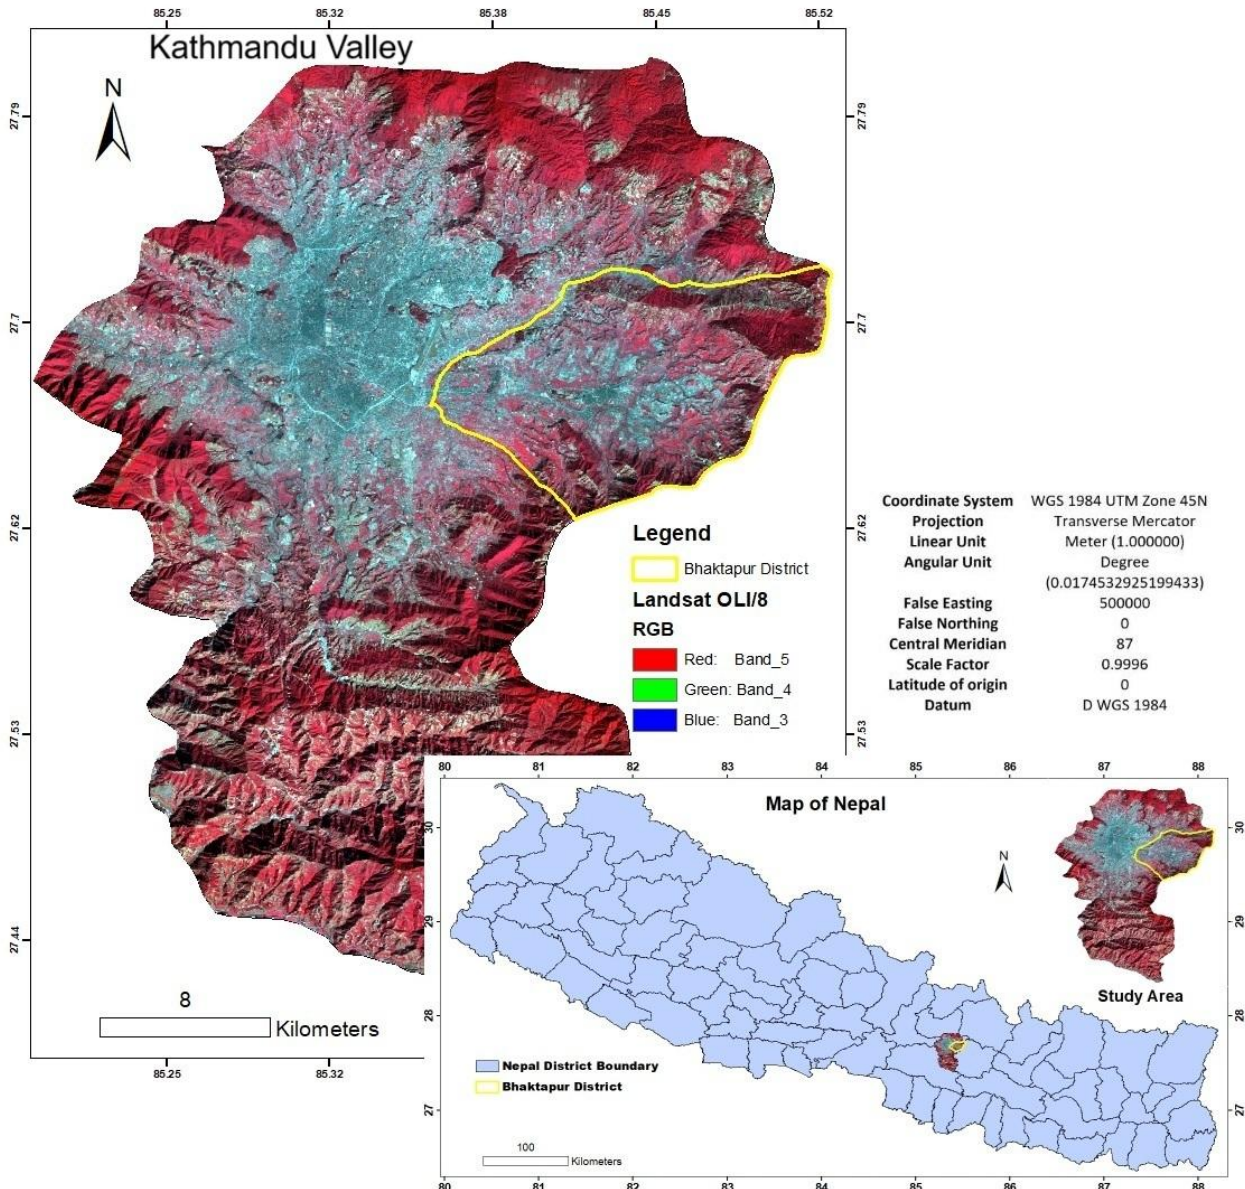 85.25 85.32 85.38 85.45 85.52
Kathmandu Valley
N
27.79 27.79
27.7 27.7
27.62 27.62
27.53 27.53
27.44
Legend
Bhaktapur District
Landsat OLI/8
RGB
Red: Band_5
Green: Band_4
Blue: Band_3
8
Kilometers
85.25 85.32
Coordinate System WGS 1984 UTM Zone 45N
Projection Transverse Mercator
Linear Unit Meter (1.000000)
Angular Unit Degree
(0.0174532925199433)
False Easting 500000
False Northing 0
Central Meridian 87
Scale Factor 0.9996
Latitude of origin 0
Datum D WGS 1984
80 81 82 83 84 85 86 87 88
Map of Nepal
30 30
N
29 29
Study Area
28 28
Nepal District Boundary
Bhaktapur District
27 27
100
Kilometers
80 81 82 83 84 85 86 87 88